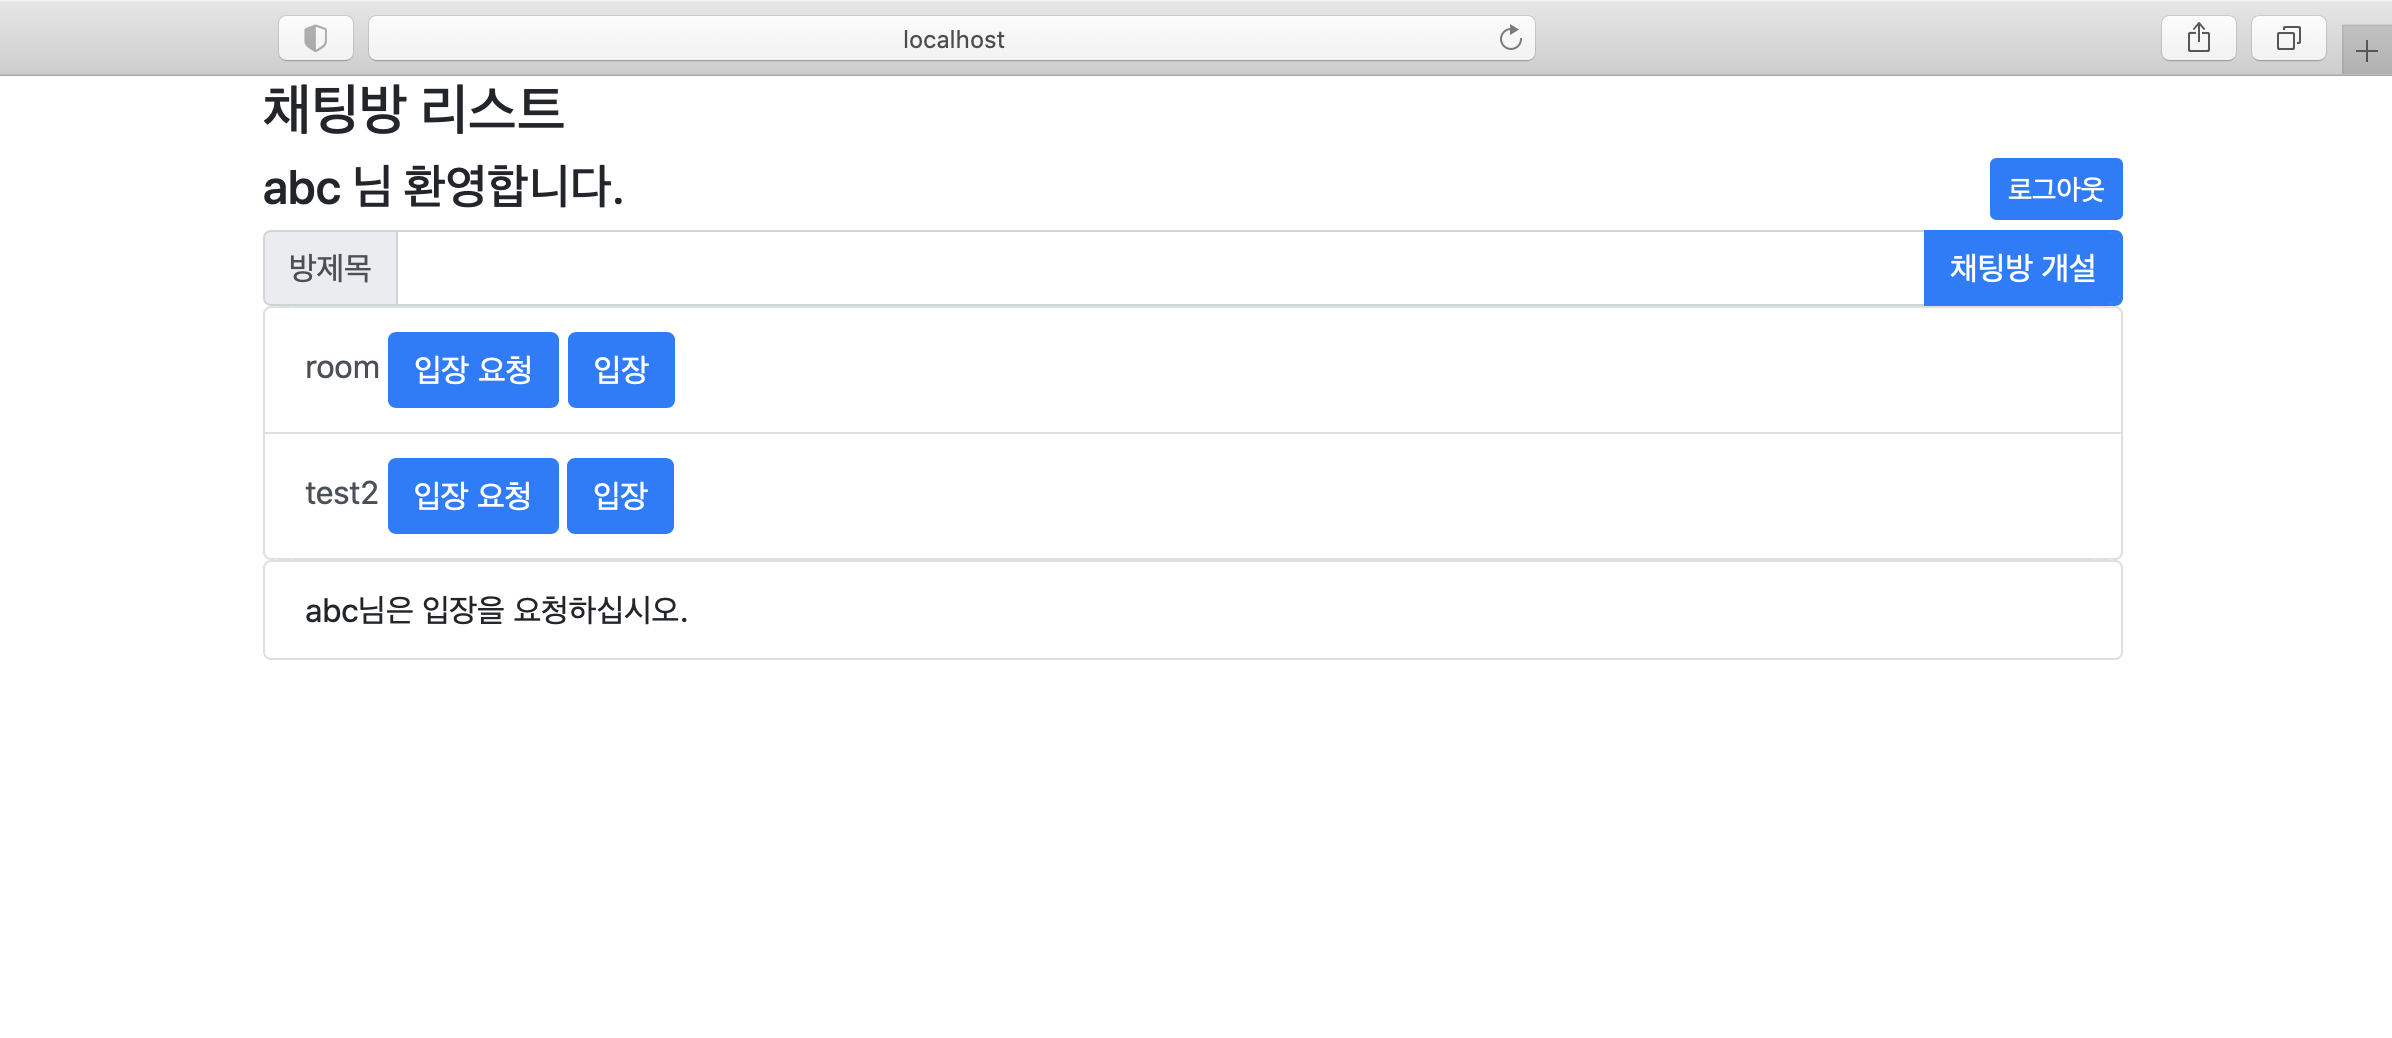 localhost
채팅방 리스트
abc 님 환영합니다.
로그아웃
방제목
채팅방 개설
room 입장 요청 입장
test2 입장 요청 입장
abc님은 입장을 요청하십시오.